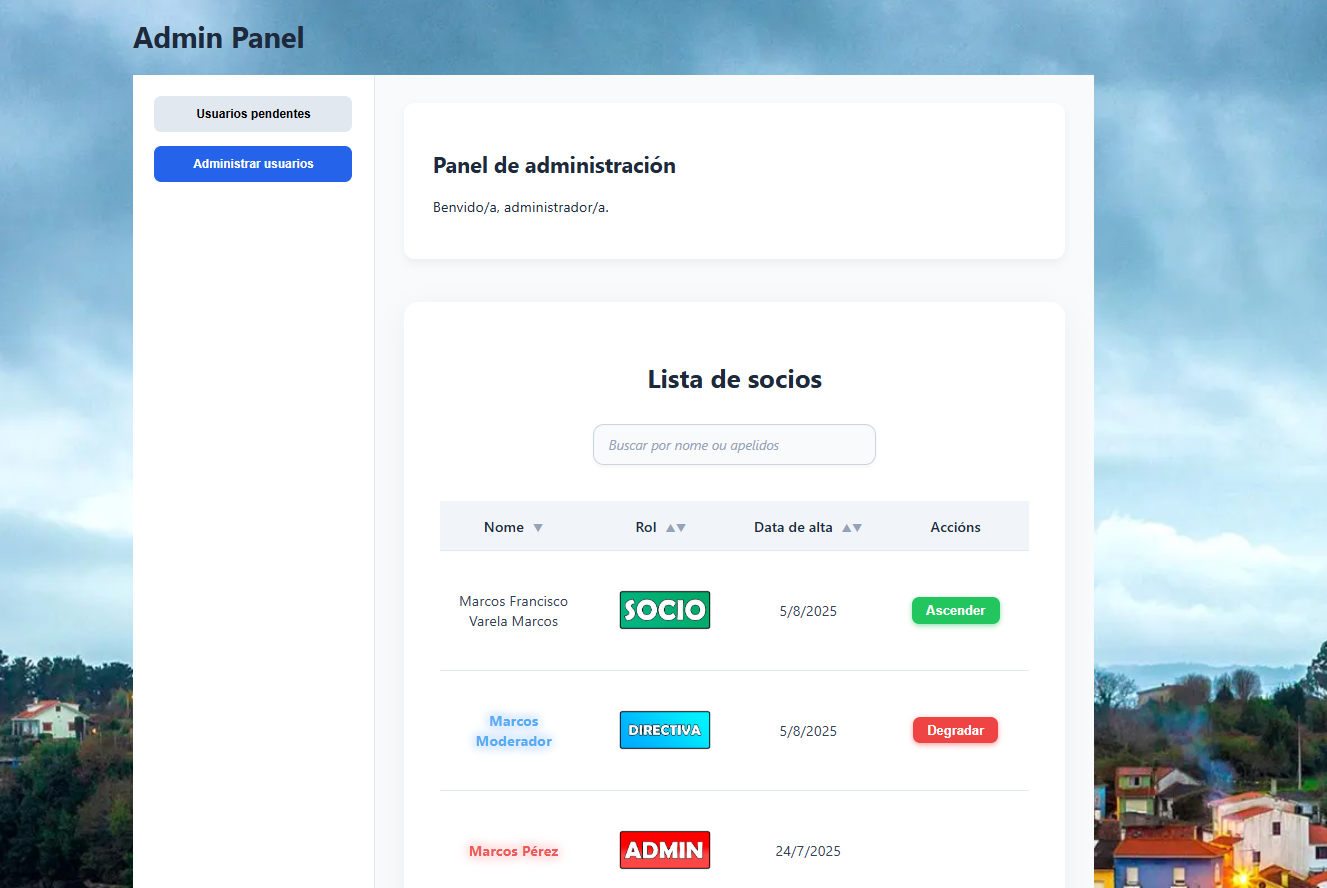 Admin Panel
Usuarios pendentes
Administrar usuarios
Panel de administración
Benvido/a, administrador/a.
Lista de socios
Buscar por nome ou apelidos
Nome ▼ Rol ▲▼ Data de alta ▲▼ Accións
Marcos Francisco
Varela Marcos
SOCIO
5/8/2025
Ascender
Marcos
Moderador
DIRECTIVA
5/8/2025
Degradar
Marcos Pérez
ADMIN
24/7/2025